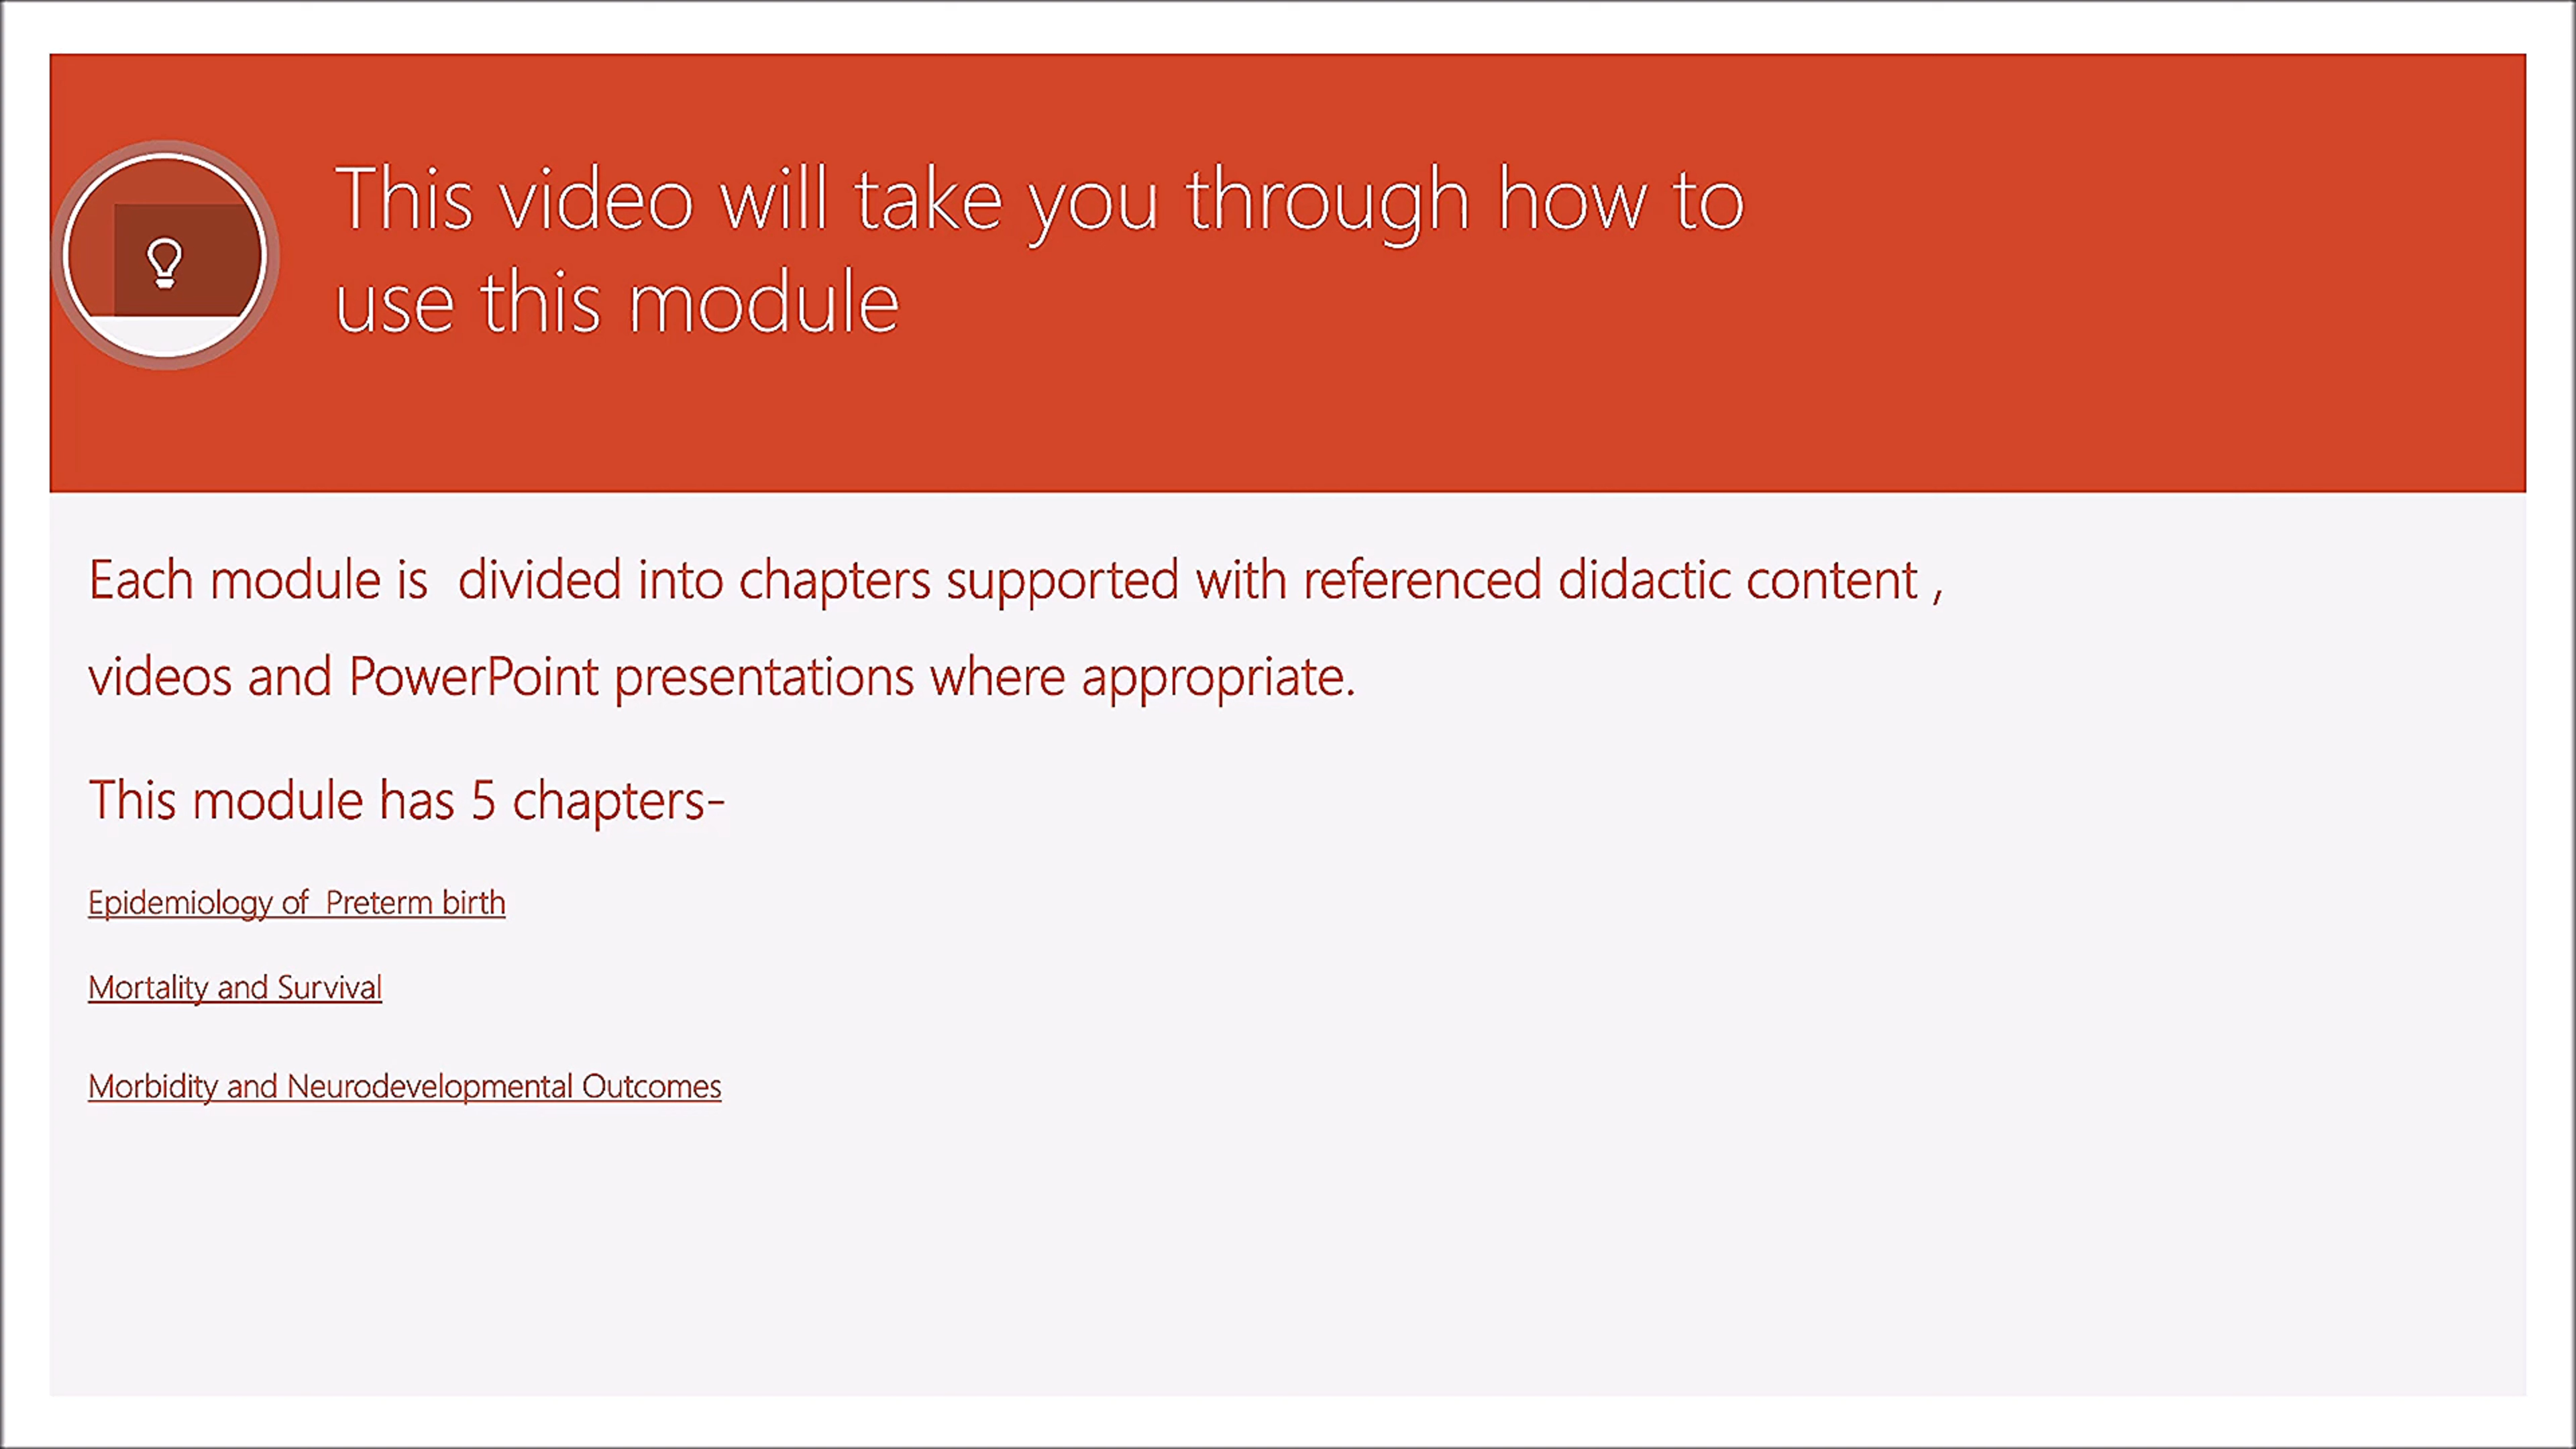 This video will take you through how to
use this module
Each module is  divided into chapters supported with referenced didactic content ,
videos and PowerPoint presentations where appropriate.
This module has 5 chapters-
Epidemiology of  Preterm birth
Mortality and Survival
Morbidity and Neurodevelopmental Outcomes